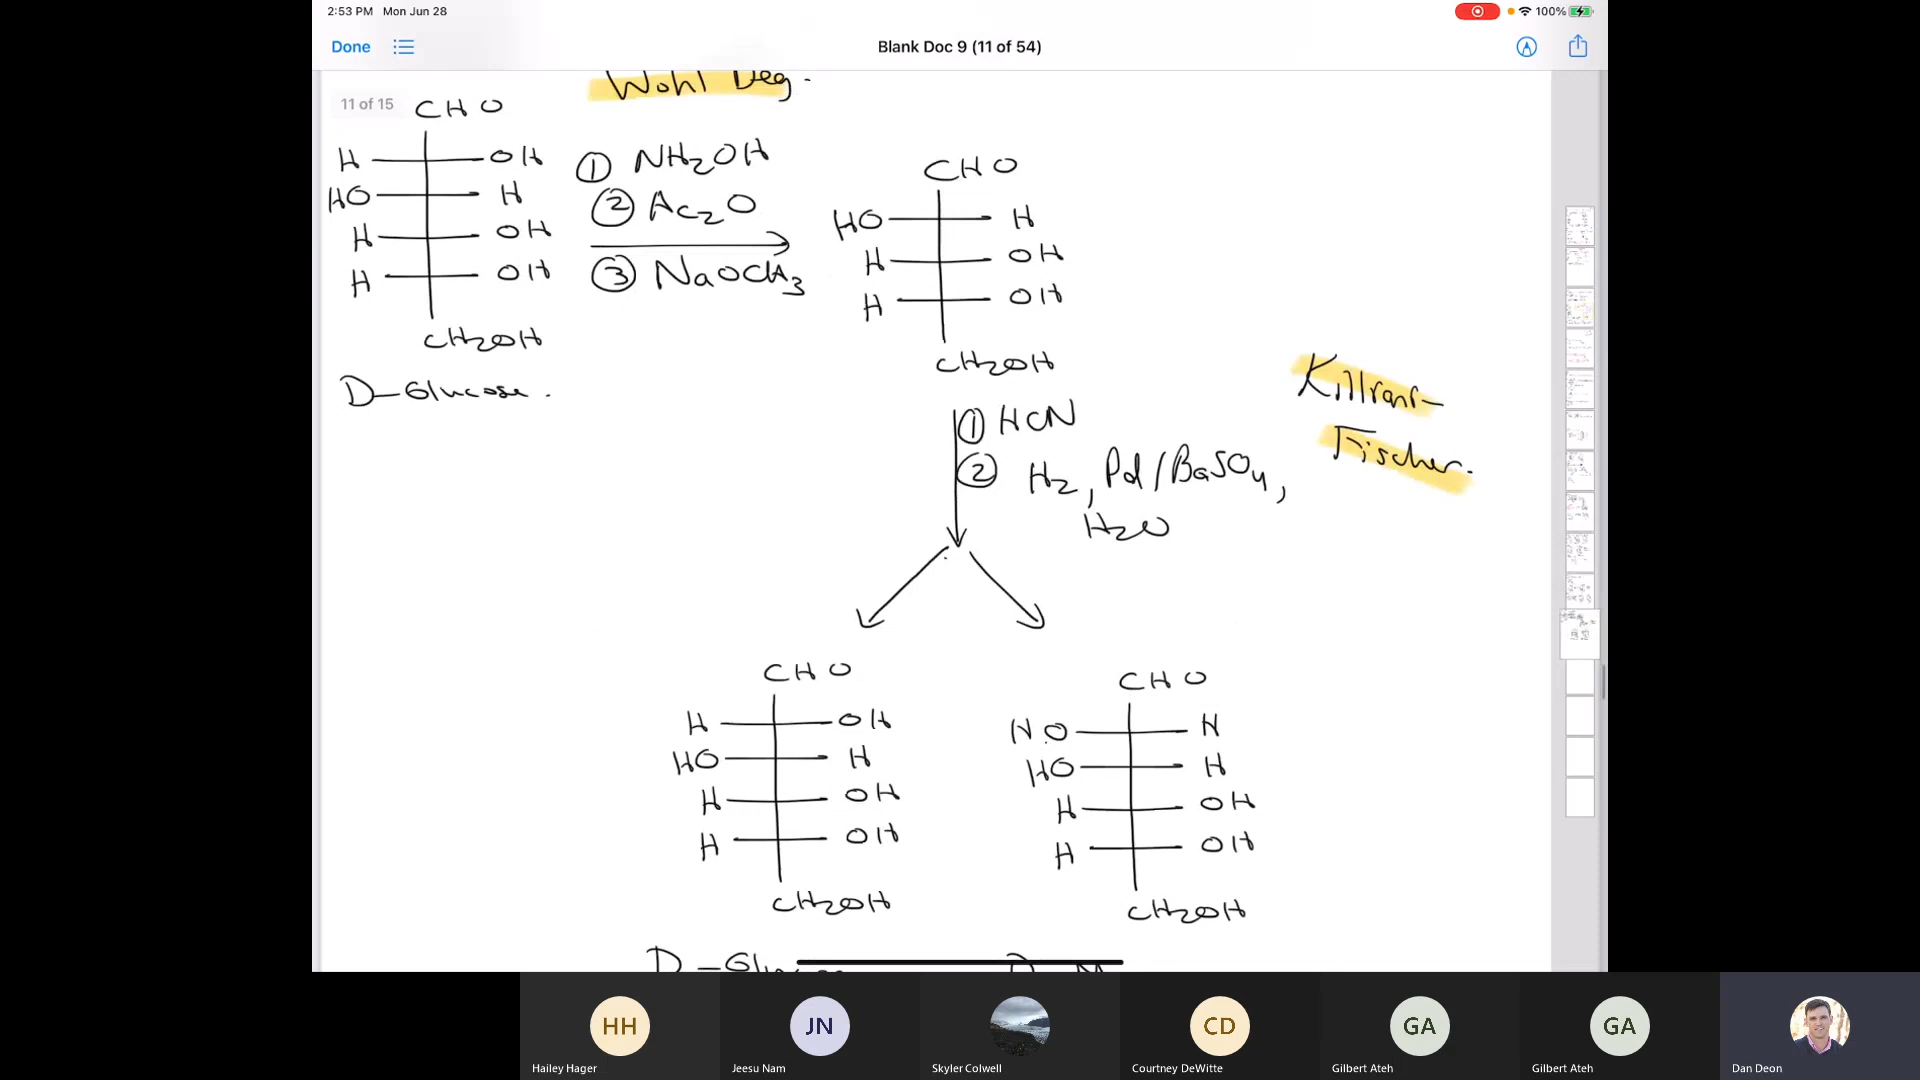 2:53 PM Mon Jun 28
100%
Done
Blank Doc 9 (11 of 54)
Wohl Deg.
11 of 15
CHO
H OH
HO H
H OH
H OH
CH2OH
D-Glucose.
① NH2OH
② Ac2O
③ NaOCH3
CHO
HO H
H OH
H OH
CH2OH
① HCN
② H2, Pd/BaSO4,
H2O
Killiani-
Fischer.
CHO
H OH
HO H
H OH
H OH
CH2OH
CHO
HO H
HO H
H OH
H OH
CH2OH
HH
JN
CD
GA
GA
Hailey Hager
Jeesu Nam
Skyler Colwell
Courtney DeWitte
Gilbert Ateh
Gilbert Ateh
Dan Deon